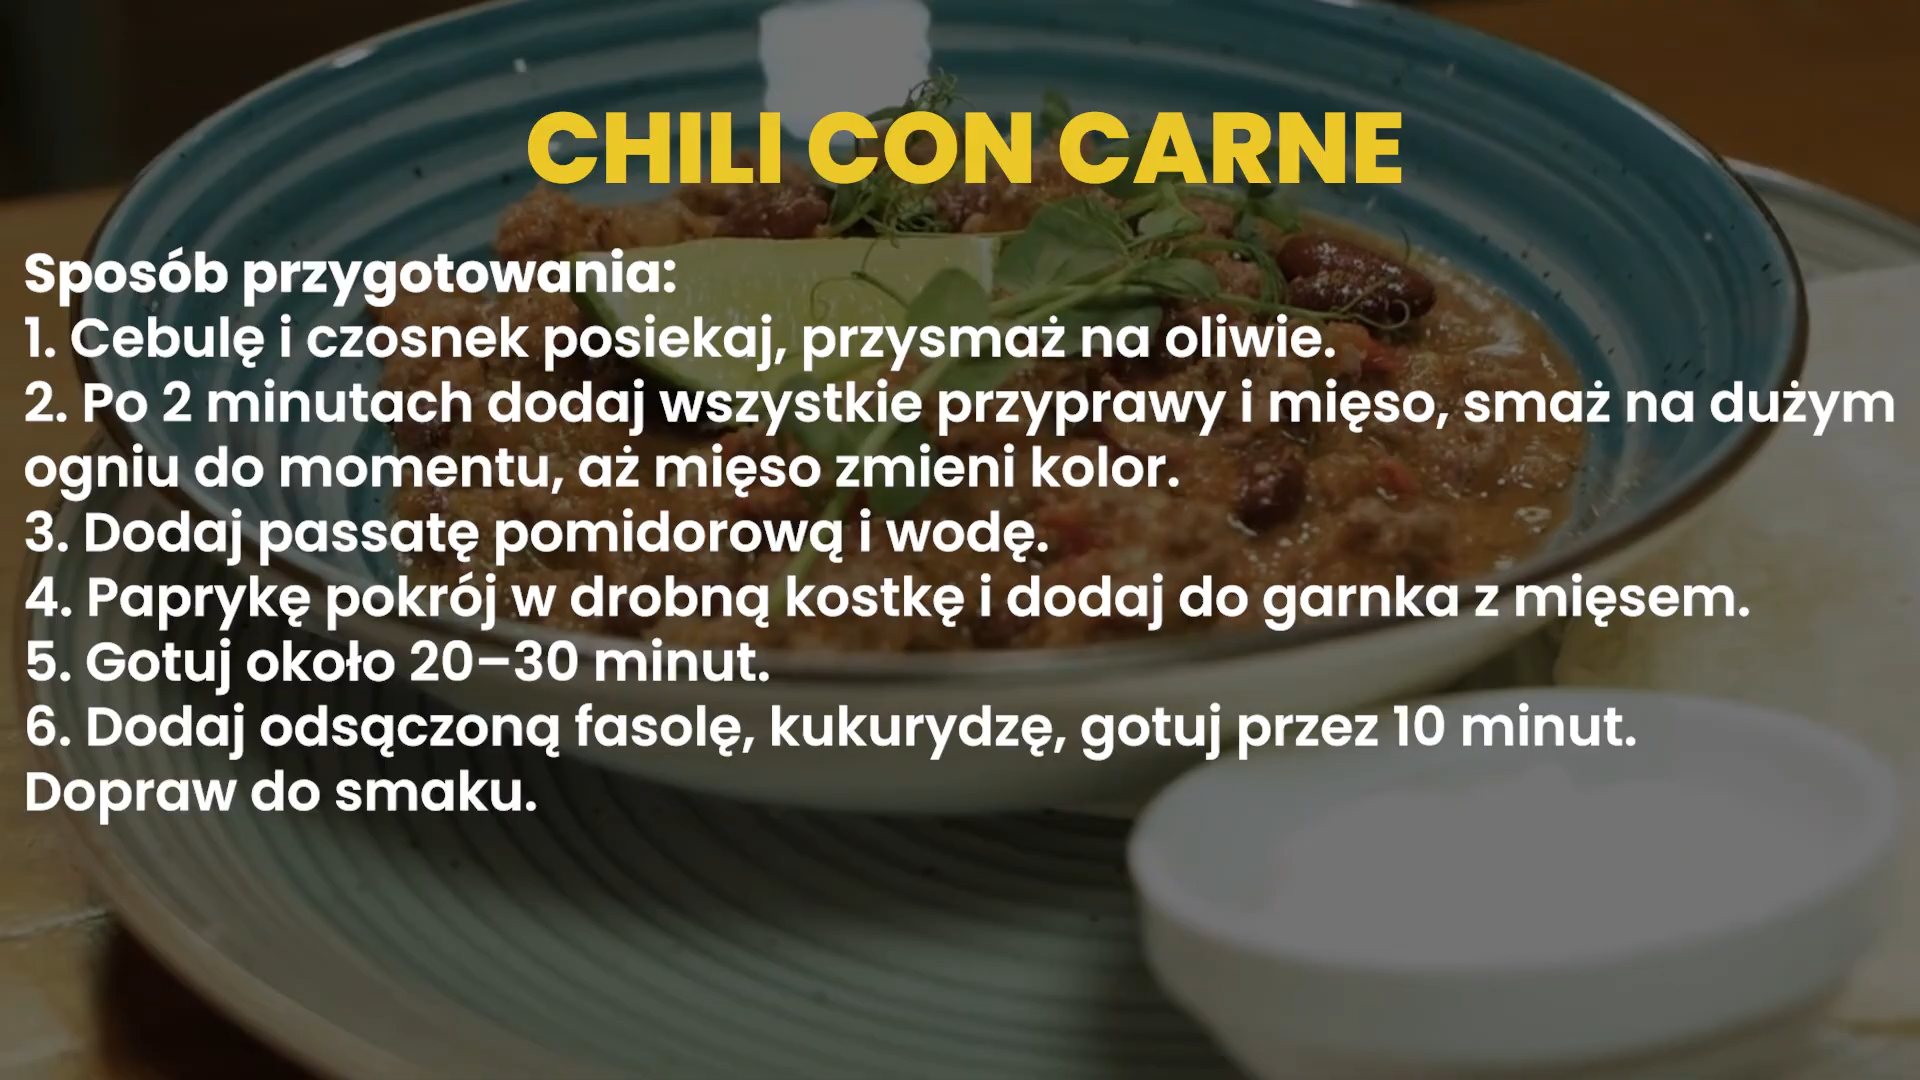 CHILI CON CARNE
Sposób przygotowania:
1. Cebulę i czosnek posiekaj, przysmaż na oliwie.
2. Po 2 minutach dodaj wszystkie przyprawy i mięso, smaż na dużym
ogniu do momentu, aż mięso zmieni kolor.
3. Dodaj passatę pomidorową i wodę.
4. Paprykę pokrój w drobną kostkę i dodaj do garnka z mięsem.
5. Gotuj około 20–30 minut.
6. Dodaj odsączoną fasolę, kukurydzę, gotuj przez 10 minut.
Dopraw do smaku.